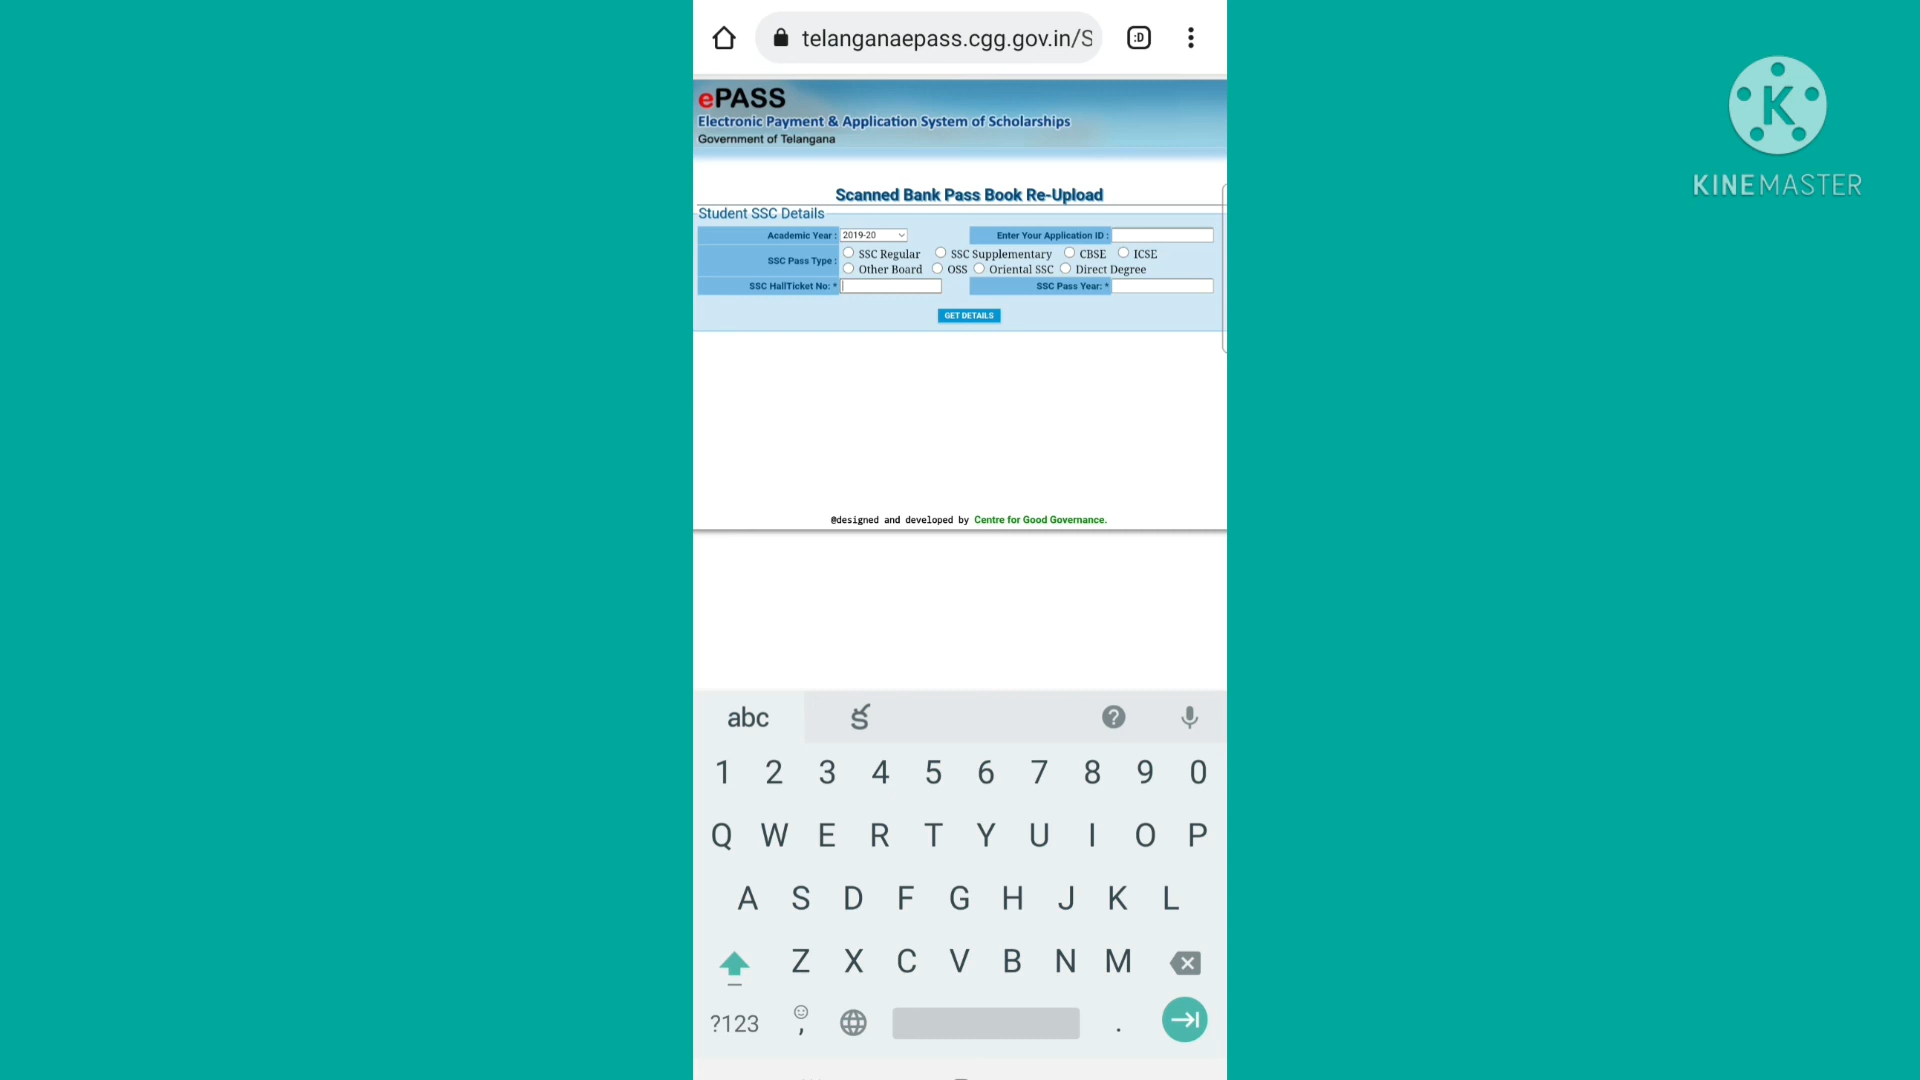 telanganaepass.cgg.gov.in/S
:D
ePASS
Electronic Payment & Application System of Scholarships
Government of Telangana
K
KINEMASTER
Scanned Bank Pass Book Re-Upload
Student SSC Details
Academic Year : 2019-20 Enter Your Application ID :
SSC Pass Type : SSC Regular SSC Supplementary CBSE ICSE
Other Board OSS Oriental SSC Direct Degree
SSC HallTicket No: * SSC Pass Year: *
GET DETAILS
@designed and developed by Centre for Good Governance.
abc క ?
1 2 3 4 5 6 7 8 9 0
Q W E R T Y U I O P
A S D F G H J K L
Z X C V B N M
?123 , .